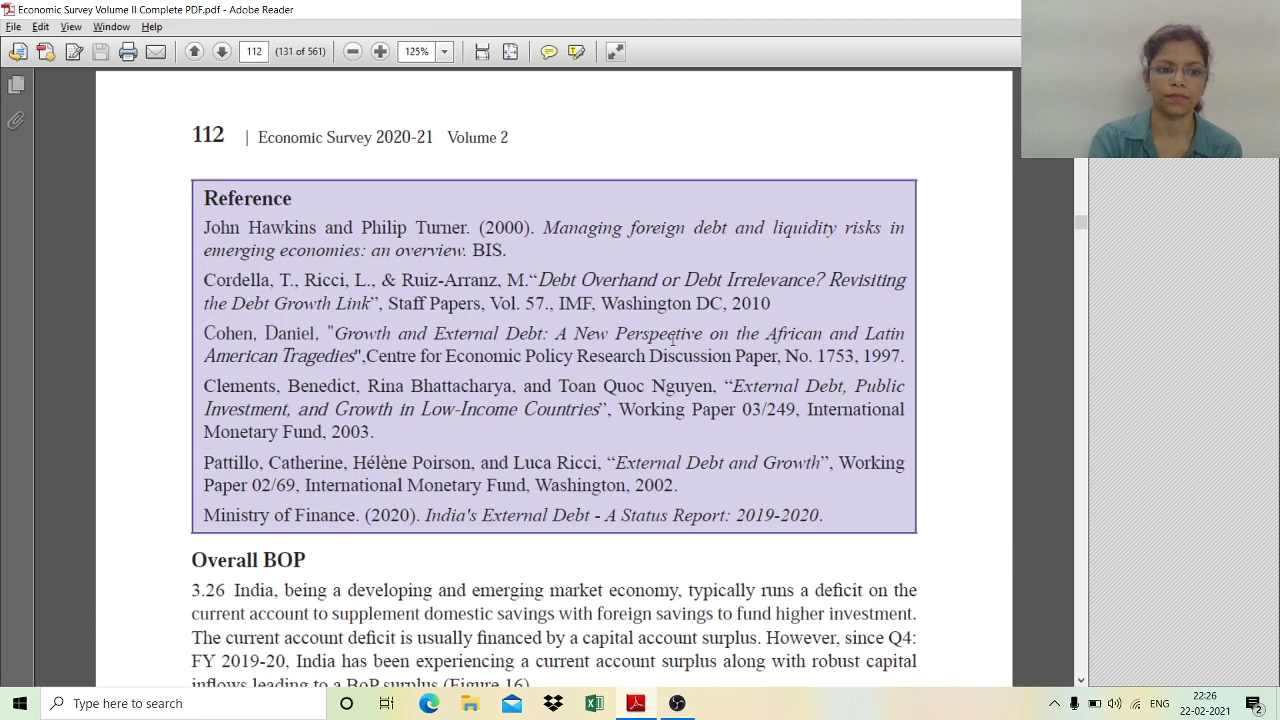 Economic Survey Volume II Complete PDF.pdf - Adobe Reader
File Edit View Window Help
112 (131 of 561) 125%
112 | Economic Survey 2020-21 Volume 2
Reference
John Hawkins and Philip Turner. (2000). Managing foreign debt and liquidity risks in
emerging economies: an overview. BIS.
Cordella, T., Ricci, L., & Ruiz-Arranz, M.“Debt Overhand or Debt Irrelevance? Revisiting
the Debt Growth Link”, Staff Papers, Vol. 57., IMF, Washington DC, 2010
Cohen, Daniel, "Growth and External Debt: A New Perspective on the African and Latin
American Tragedies",Centre for Economic Policy Research Discussion Paper, No. 1753, 1997.
Clements, Benedict, Rina Bhattacharya, and Toan Quoc Nguyen, “External Debt, Public
Investment, and Growth in Low-Income Countries”, Working Paper 03/249, International
Monetary Fund, 2003.
Pattillo, Catherine, Hélène Poirson, and Luca Ricci, “External Debt and Growth”, Working
Paper 02/69, International Monetary Fund, Washington, 2002.
Ministry of Finance. (2020). India's External Debt - A Status Report: 2019-2020.
Overall BOP
3.26 India, being a developing and emerging market economy, typically runs a deficit on the
current account to supplement domestic savings with foreign savings to fund higher investment.
The current account deficit is usually financed by a capital account surplus. However, since Q4:
FY 2019-20, India has been experiencing a current account surplus along with robust capital
inflows leading to a BoP surplus (Figure 16)
Type here to search
ENG
22:26
22-02-2021
2